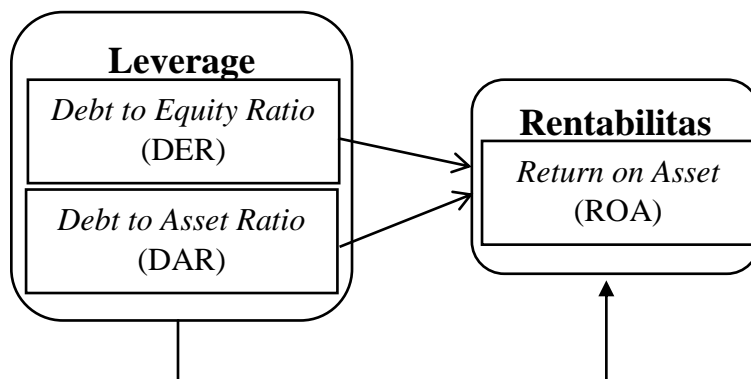 Leverage
Debt to Equity Ratio
(DER)
Debt to Asset Ratio
(DAR)
Rentabilitas
Return on Asset
(ROA)